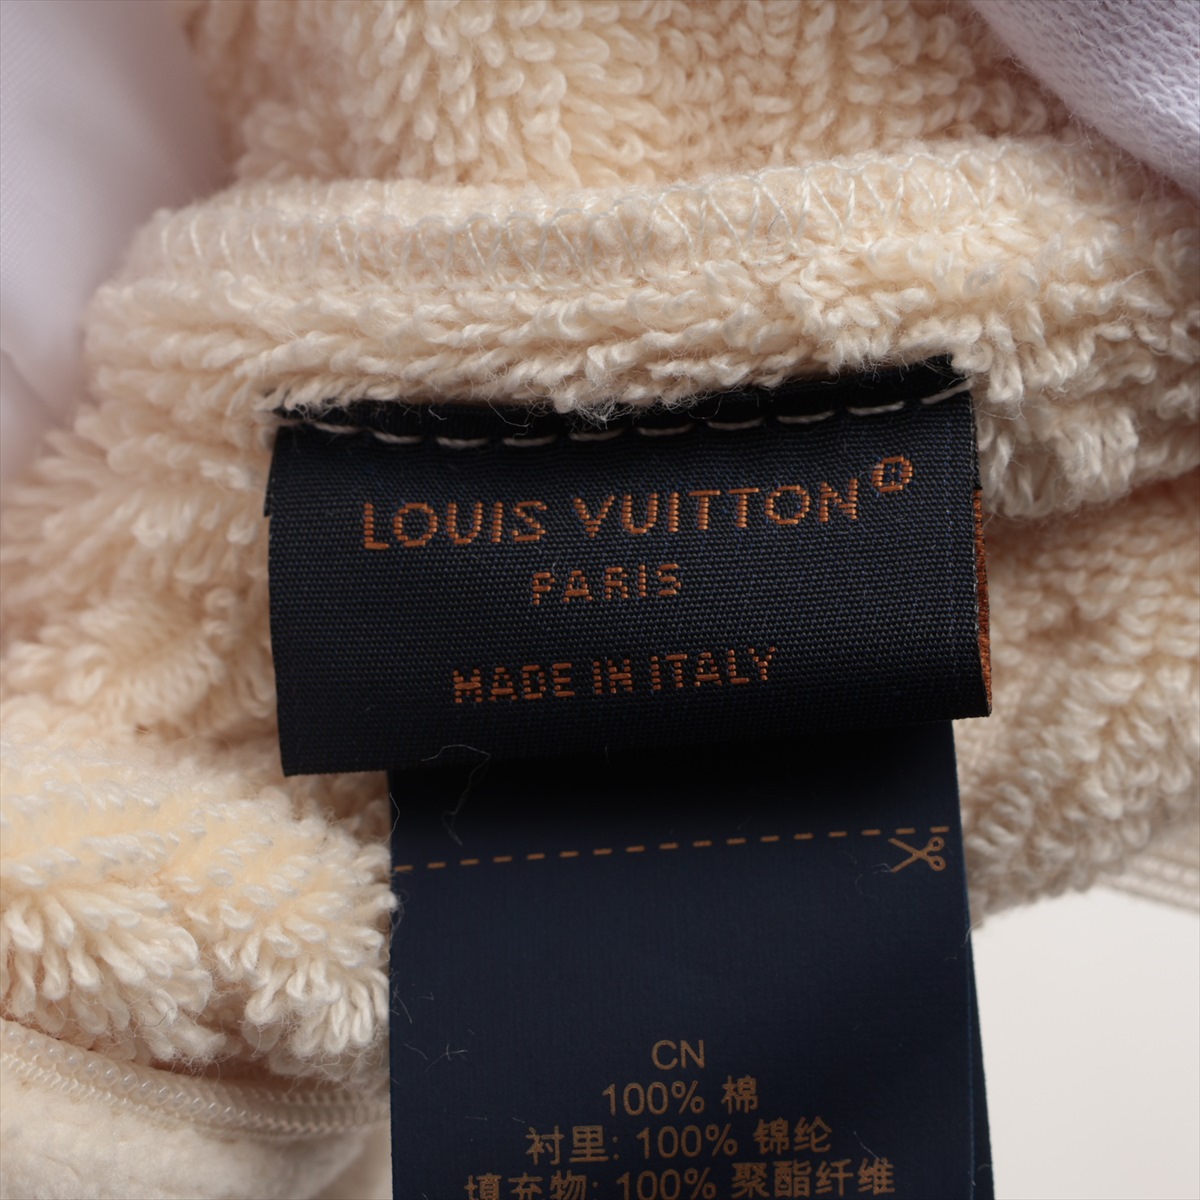 LOUIS VUITTON®
PARIS
MADE IN ITALY
CN
100% 棉
衬里: 100% 锦纶
填充物: 100% 聚酯纤维